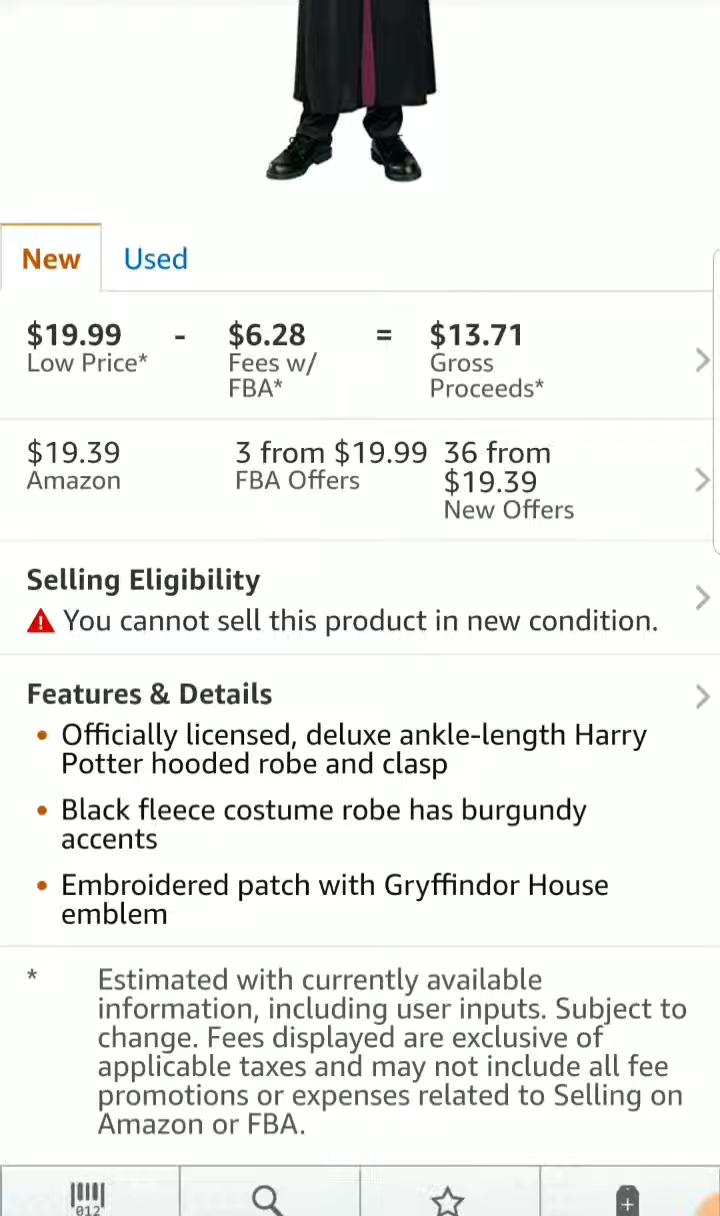 New Used
$19.99 - $6.28 = $13.71
Low Price* Fees w/ Gross
FBA* Proceeds*
$19.39 3 from $19.99 36 from
Amazon FBA Offers $19.39
New Offers
Selling Eligibility
You cannot sell this product in new condition.
Features & Details
• Officially licensed, deluxe ankle-length Harry
Potter hooded robe and clasp
• Black fleece costume robe has burgundy
accents
• Embroidered patch with Gryffindor House
emblem
* Estimated with currently available
information, including user inputs. Subject to
change. Fees displayed are exclusive of
applicable taxes and may not include all fee
promotions or expenses related to Selling on
Amazon or FBA.
012